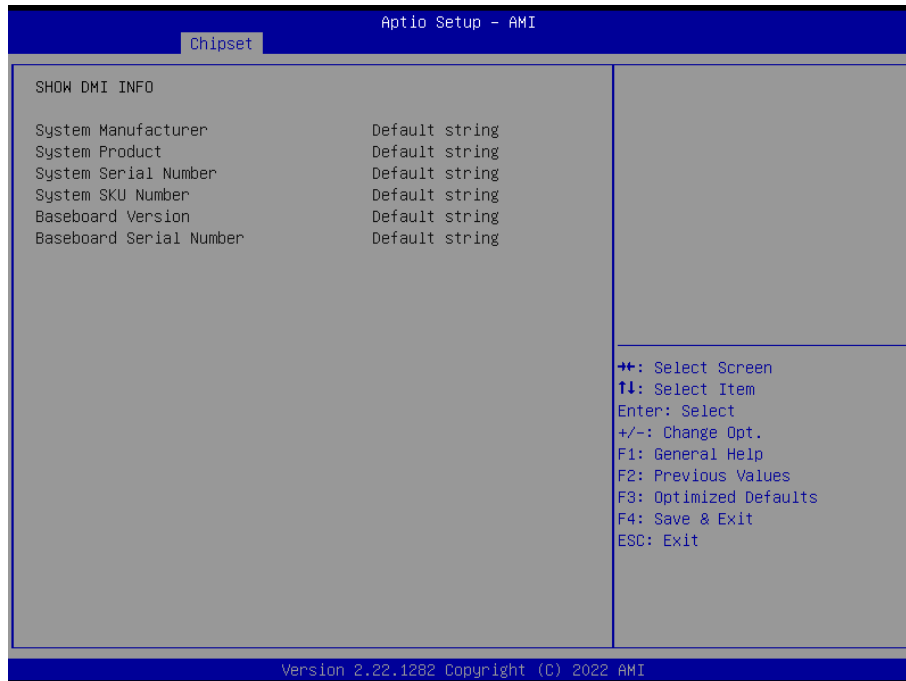 Aptio Setup – AMI
Chipset
SHOW DMI INFO
System Manufacturer Default string
System Product Default string
System Serial Number Default string
System SKU Number Default string
Baseboard Version Default string
Baseboard Serial Number Default string
→←: Select Screen
↑↓: Select Item
Enter: Select
+/-: Change Opt.
F1: General Help
F2: Previous Values
F3: Optimized Defaults
F4: Save & Exit
ESC: Exit
Version 2.22.1282 Copyright (C) 2022 AMI